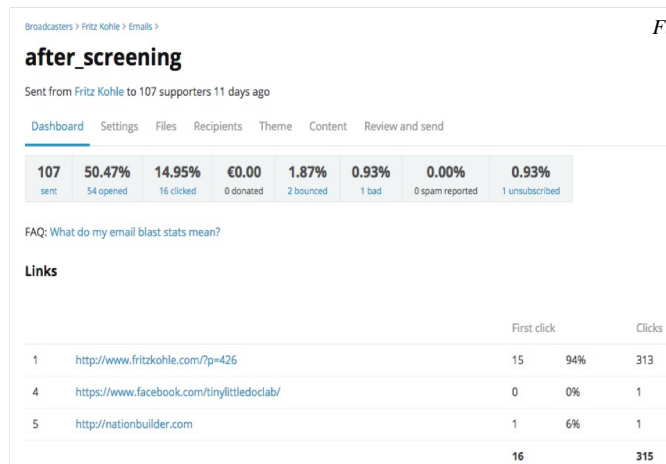 Broadcasters > Fritz Kohle > Emails >
F
after_screening
Sent from Fritz Kohle to 107 supporters 11 days ago
Dashboard Settings Files Recipients Theme Content Review and send
107 50.47% 14.95% €0.00 1.87% 0.93% 0.00% 0.93%
sent 54 opened 16 clicked 0 donated 2 bounced 1 bad 0 spam reported 1 unsubscribed
FAQ: What do my email blast stats mean?
Links
First click Clicks
1 http://www.fritzkohle.com/?p=426 15 94% 313
4 https://www.facebook.com/tinylittledoclab/ 0 0% 1
5 http://nationbuilder.com 1 6% 1
16 315